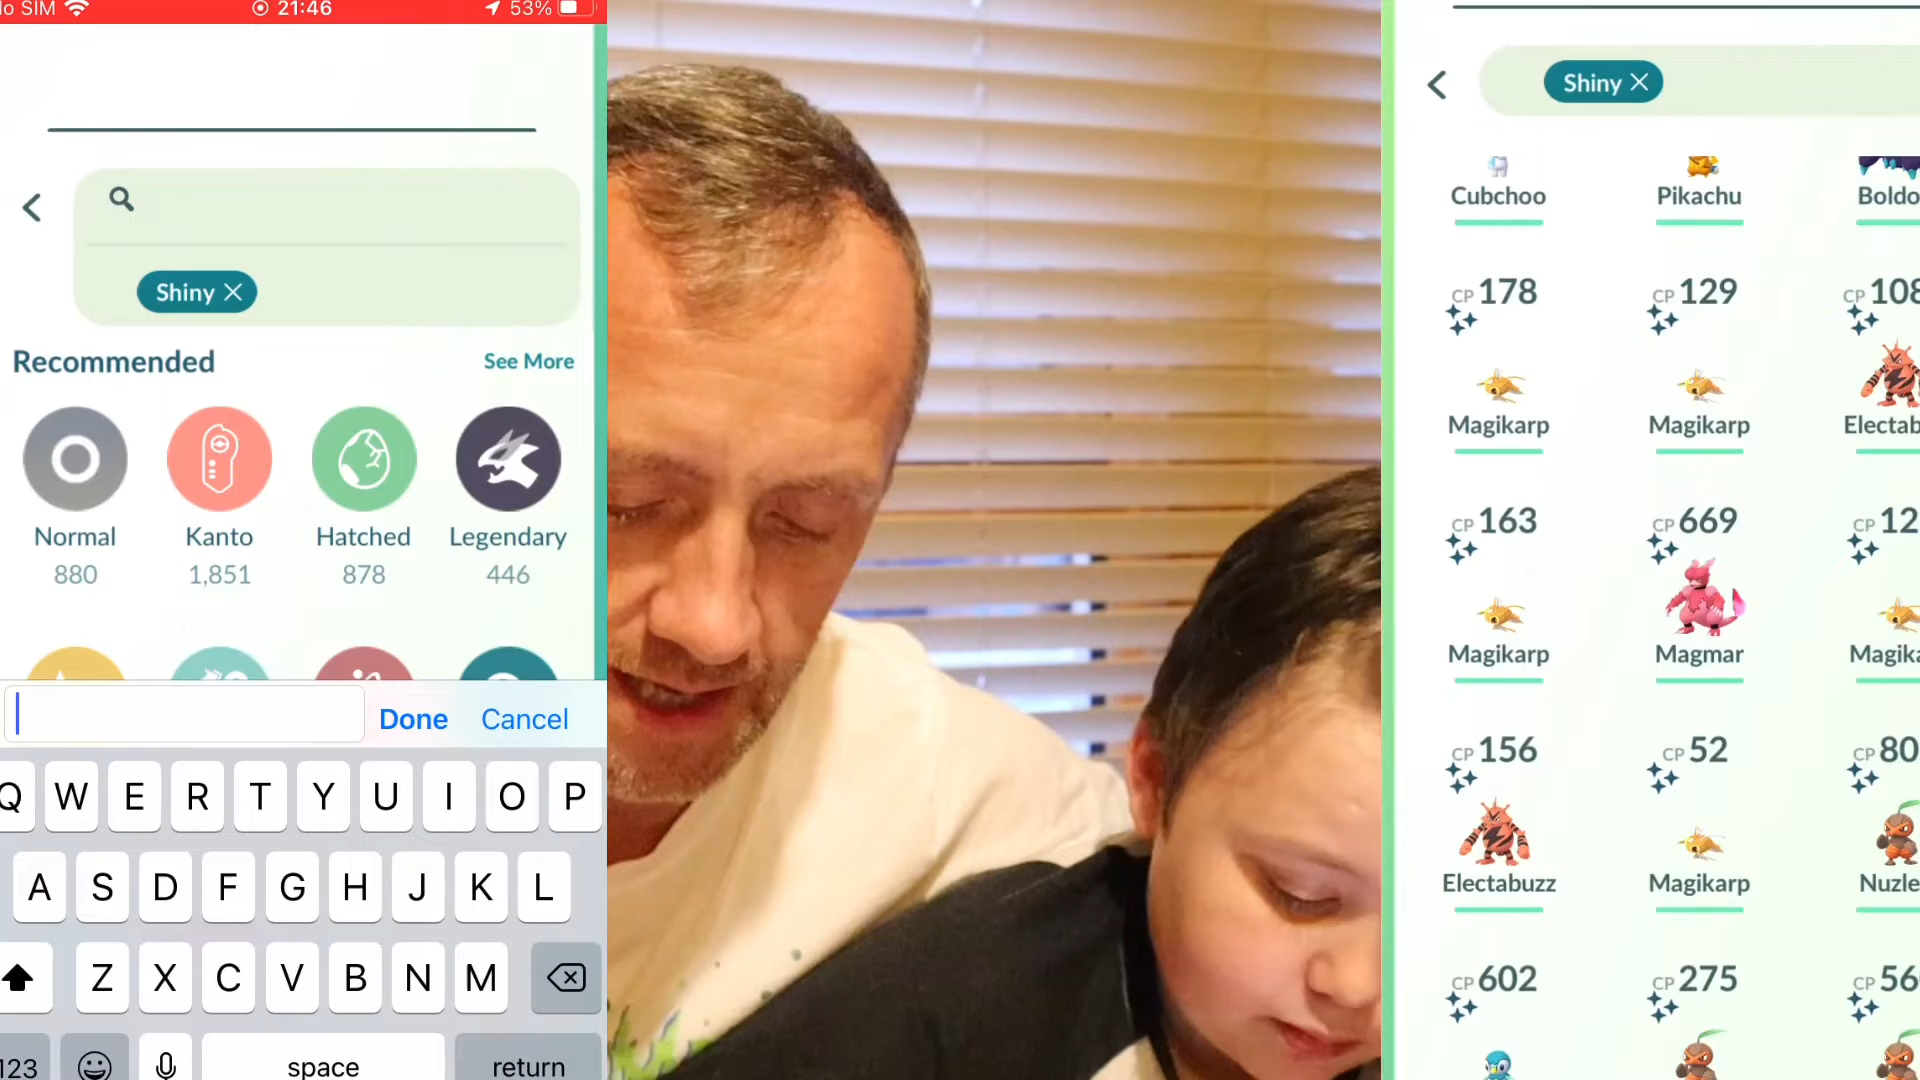 No SIM 21:46 53%
Shiny
Recommended See More
Normal Kanto Hatched Legendary
880 1,851 878 446
Done Cancel
Q W E R T Y U I O P
A S D F G H J K L
Z X C V B N M
123 space return
Shiny
Cubchoo Pikachu Boldo
CP 178 CP 129 CP 108
Magikarp Magikarp Electab
CP 163 CP 669 CP 12
Magikarp Magmar Magika
CP 156 CP 52 CP 80
Electabuzz Magikarp Nuzle
CP 602 CP 275 CP 56